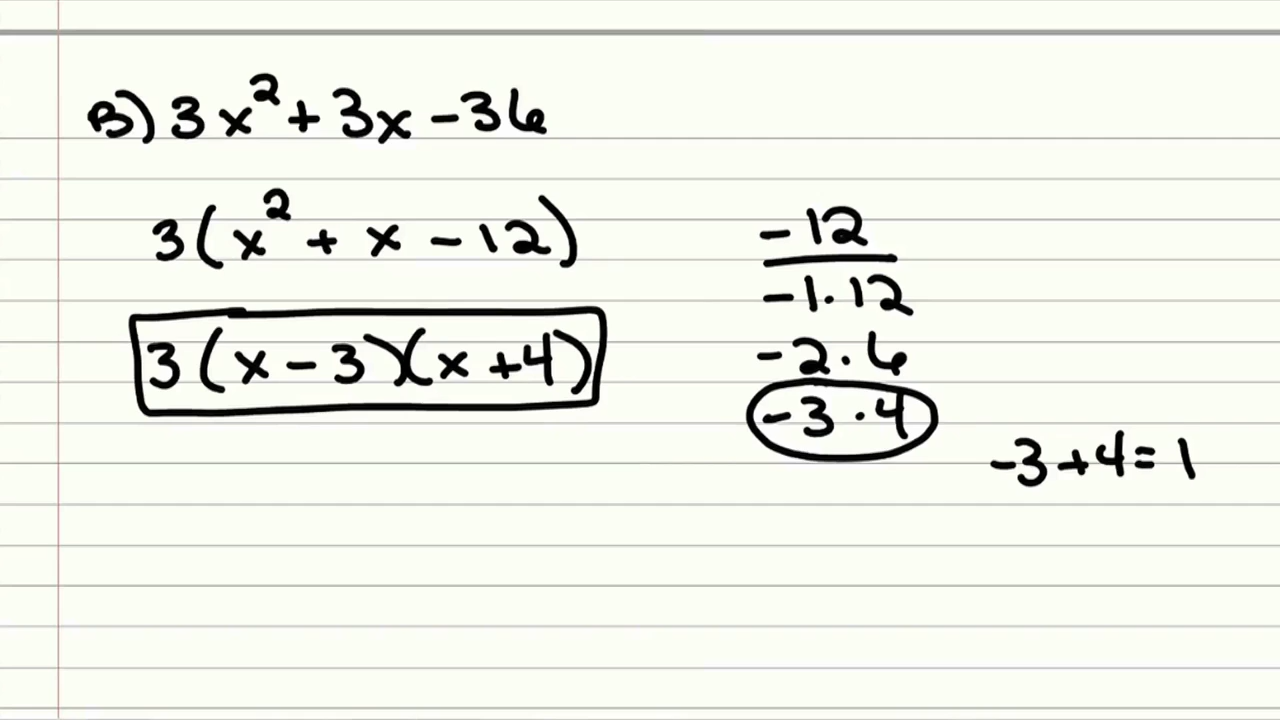 B) 3x² + 3x - 36
3(x² + x - 12)
3(x - 3)(x + 4)
-12
-1·12
-2·6
-3·4
-3+4=1